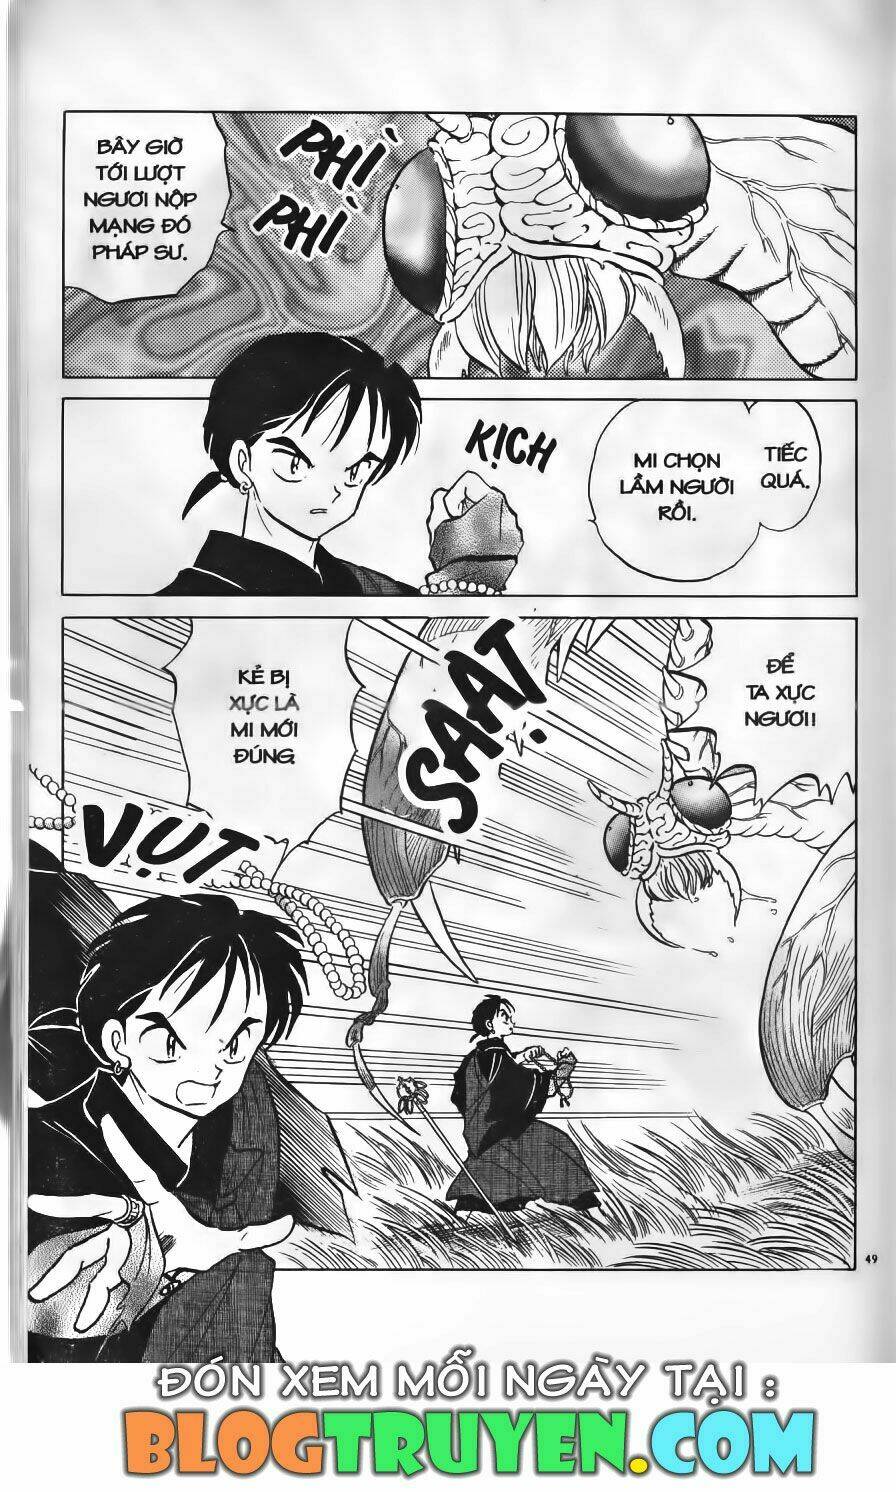 BÂY GIỜ
TỚI LƯỢT
NGƯƠI NỘP
MẠNG ĐÓ
PHÁP SƯ.
PHÌ
PHÌ
KỊCH
MI CHỌN
LẦM NGƯỜI
RỒI.
TIẾC
QUÁ.
KẺ BỊ
XỰC LÀ
MI MỚI
ĐÚNG.
SAẠT
ĐỂ
TA XỰC
NGƯƠI!
VỤT
49
ĐÓN XEM MỖI NGÀY TẠI :
BLOGTRUYEN.COM